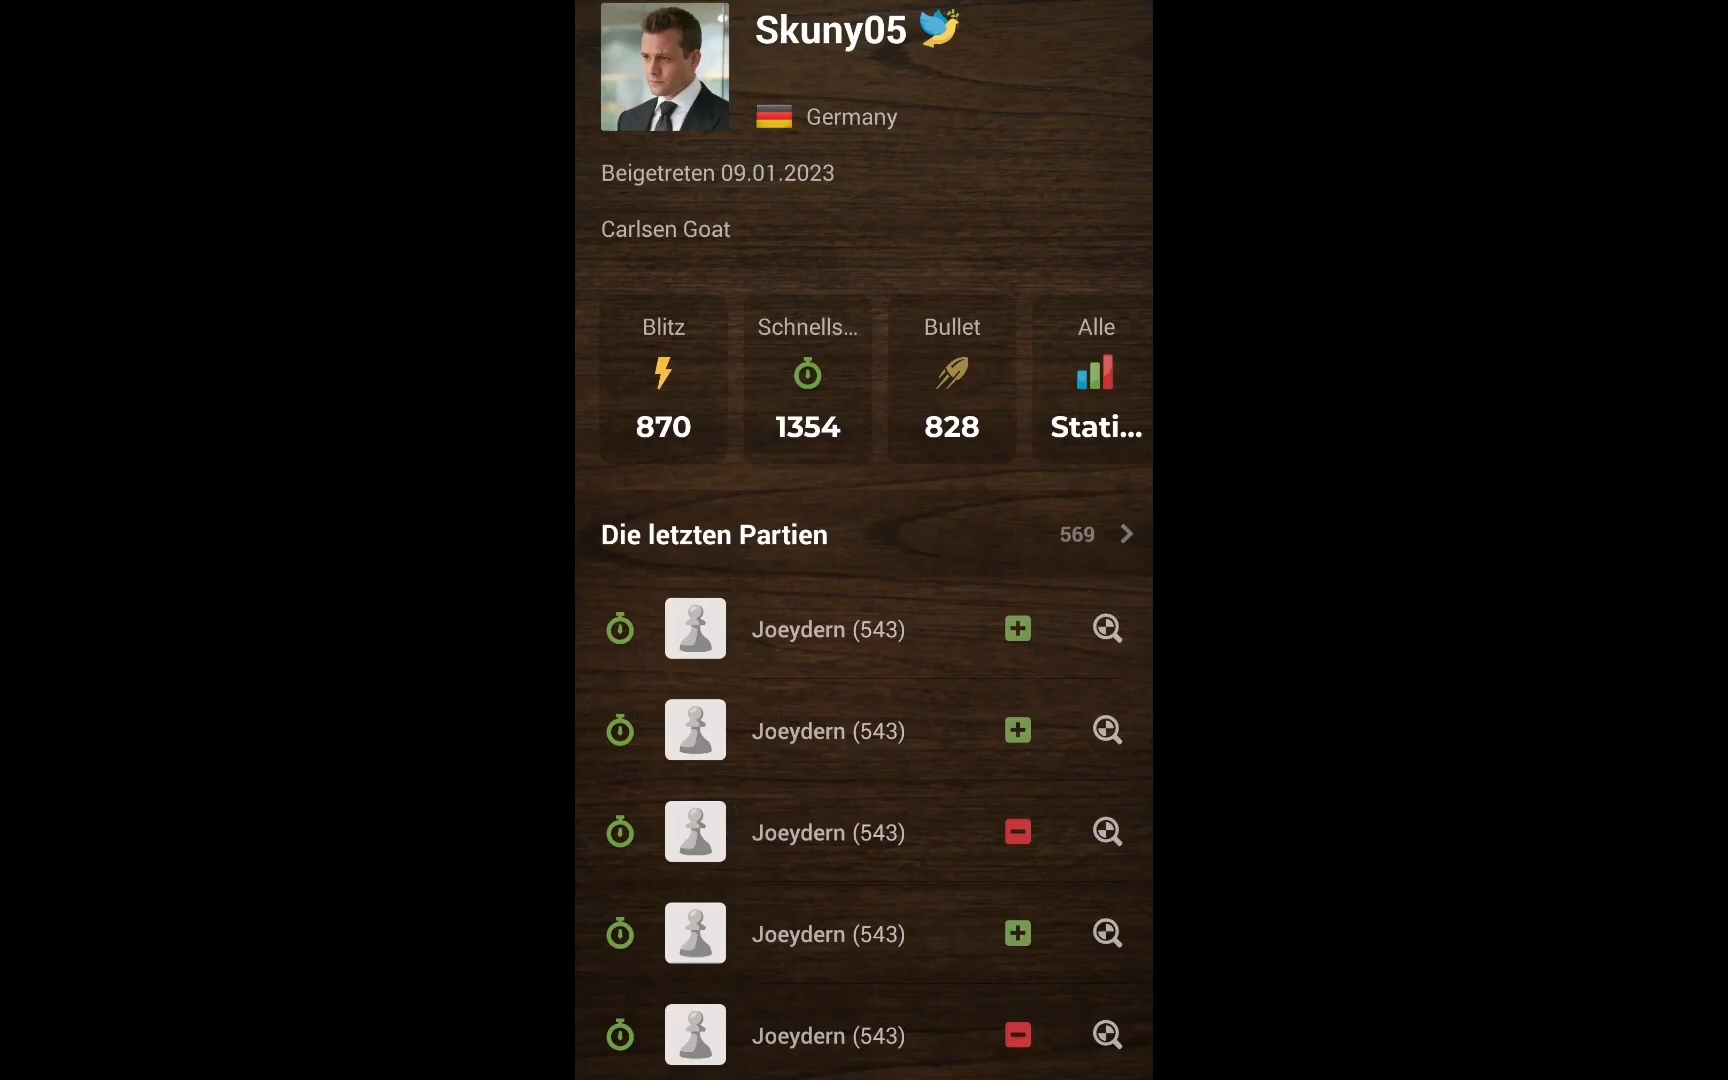 Skuny05
Germany
Beigetreten 09.01.2023
Carlsen Goat
Blitz Schnells... Bullet Alle
870 1354 828 Stati...
Die letzten Partien 569
Joeydern (543)
Joeydern (543)
Joeydern (543)
Joeydern (543)
Joeydern (543)